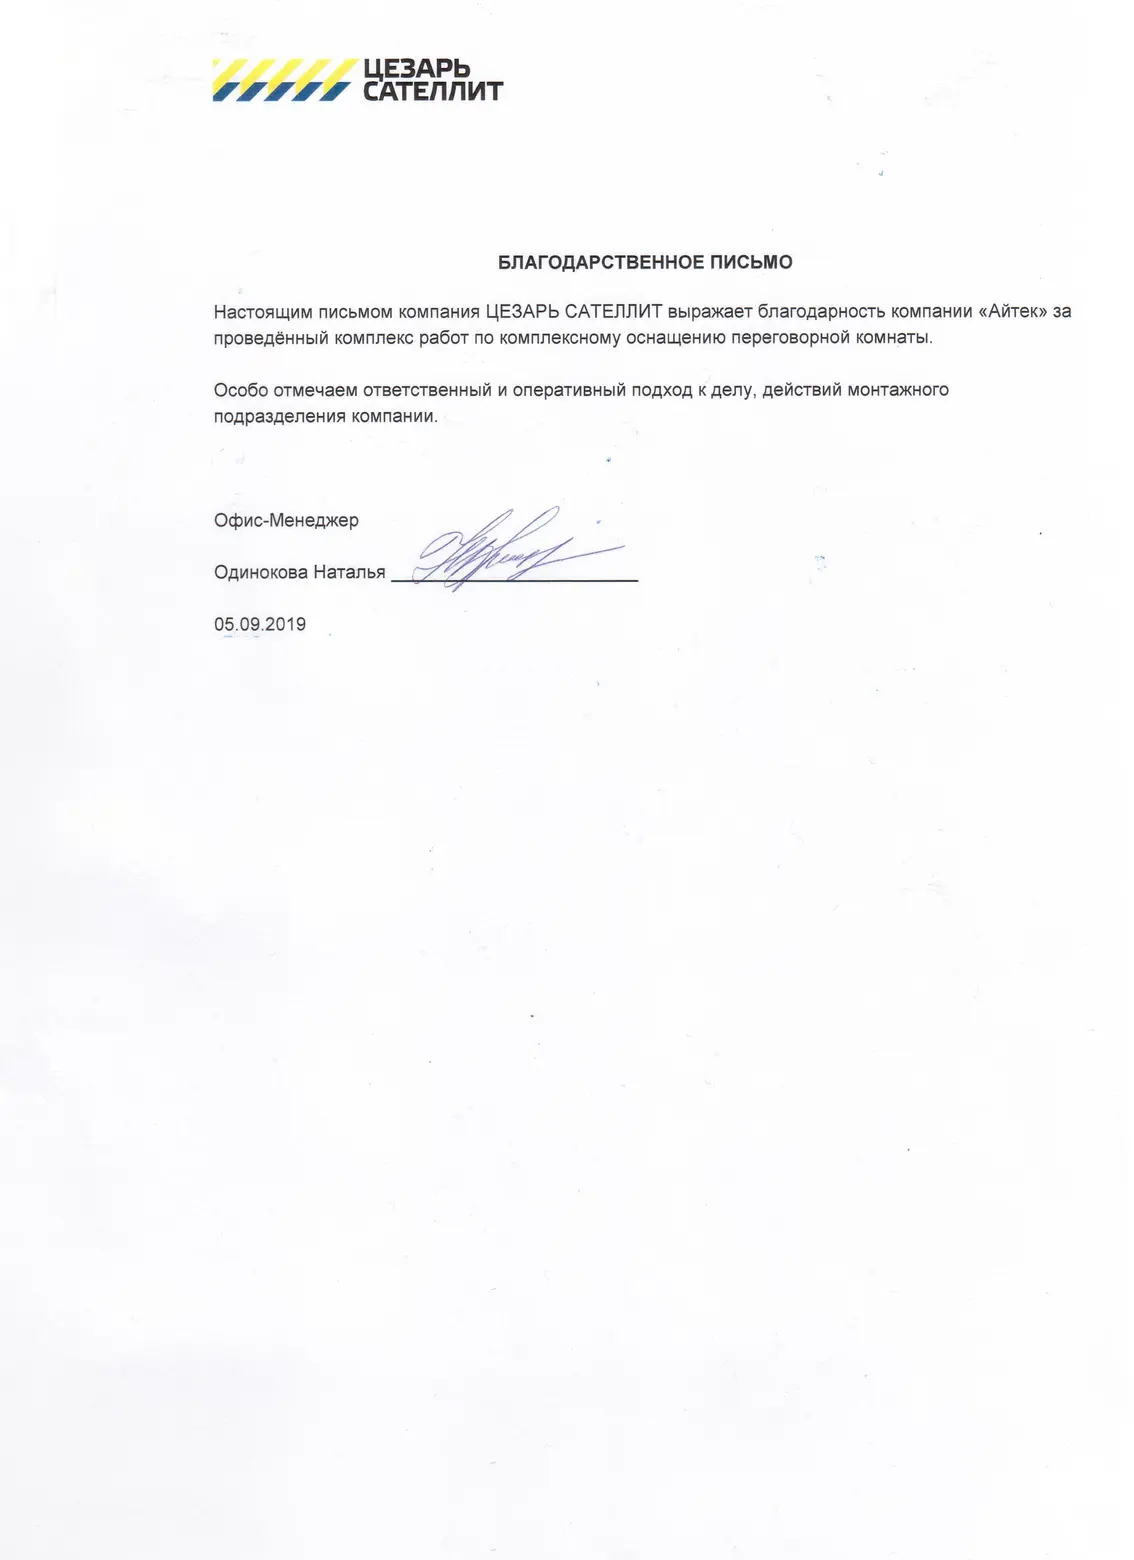 ЦЕЗАРЬ
САТЕЛЛИТ
БЛАГОДАРСТВЕННОЕ ПИСЬМО
Настоящим письмом компания ЦЕЗАРЬ САТЕЛЛИТ выражает благодарность компании «Айтек» за
проведённый комплекс работ по комплексному оснащению переговорной комнаты.
Особо отмечаем ответственный и оперативный подход к делу, действий монтажного
подразделения компании.
Офис-Менеджер
Одинокова Наталья
05.09.2019